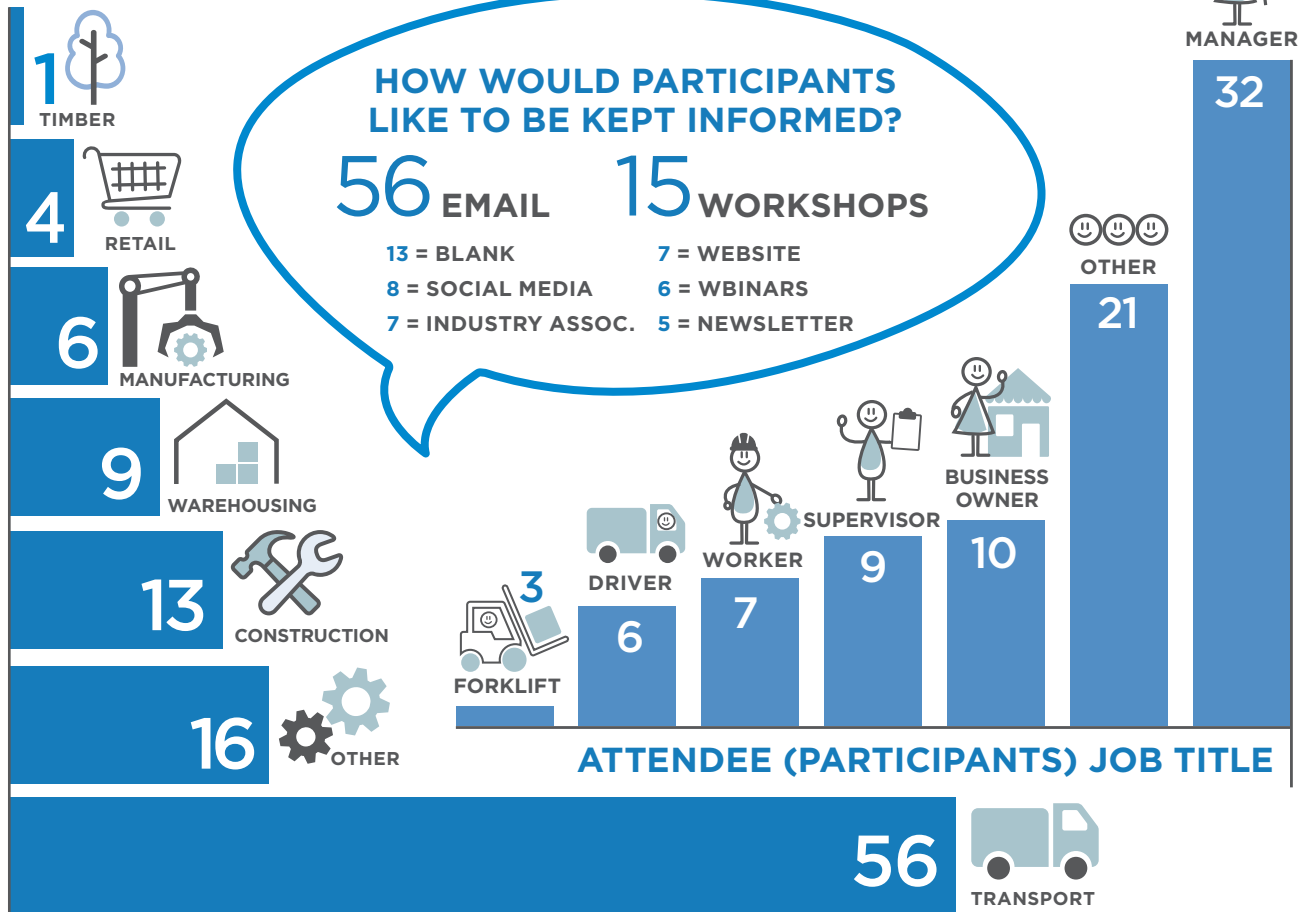 1
TIMBER
4
RETAIL
6
MANUFACTURING
9
WAREHOUSING
13
CONSTRUCTION
16
OTHER
56
TRANSPORT
HOW WOULD PARTICIPANTS
LIKE TO BE KEPT INFORMED?
56 EMAIL
15 WORKSHOPS
13 = BLANK
8 = SOCIAL MEDIA
7 = INDUSTRY ASSOC.
7 = WEBSITE
6 = WBINARS
5 = NEWSLETTER
3
FORKLIFT
DRIVER
6
WORKER
7
SUPERVISOR
9
BUSINESS
OWNER
10
OTHER
21
MANAGER
32
ATTENDEE (PARTICIPANTS) JOB TITLE